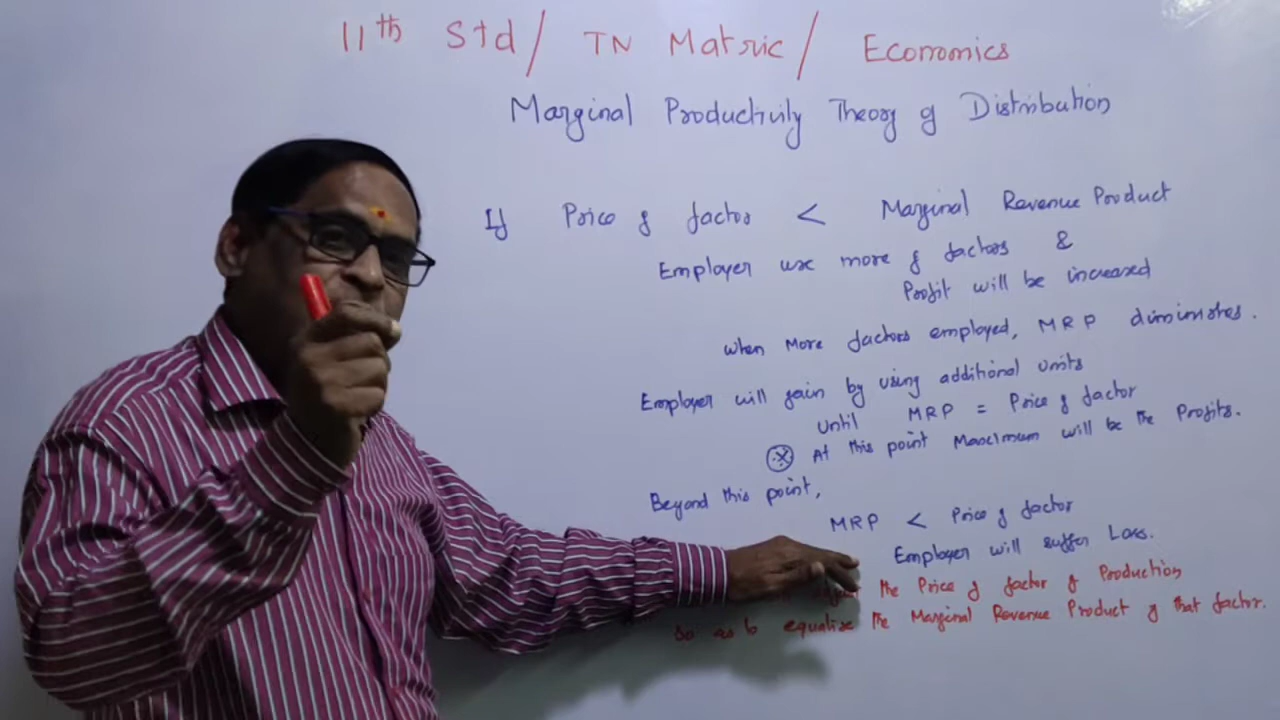 11th Std / TN Matric / Economics
Marginal Productivity Theory of Distribution
If Price of factor < Marginal Revenue Product
Employer use more of factors &
Profit will be increased
When More factors employed, MRP diminishes.
Employer will gain by using additional units
until MRP = Price of factor
At this point Maximum will be the Profits.
Beyond this point,
MRP < Price of factor
Employer will suffer Loss.
the Price of factor of Production
so as to equalize the Marginal Revenue Product of that factor.